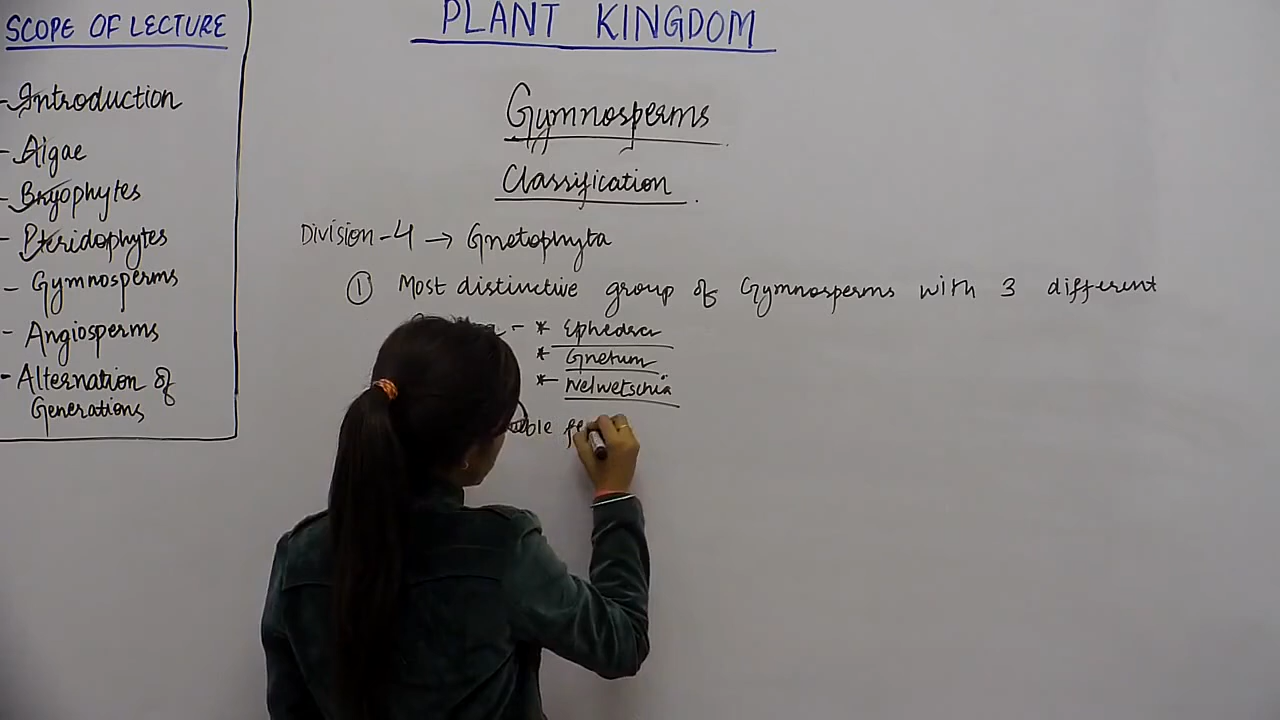 SCOPE OF LECTURE
- Introduction
- Algae
- Bryophytes
- Pteridophytes
- Gymnosperms
- Angiosperms
- Alternation of
Generations
PLANT KINGDOM
Gymnosperms
Classification
Division-4 → Gnetophyta
① Most distinctive group of Gymnosperms with 3 different
- * Ephedra
* Gnetum
* Welwetschia